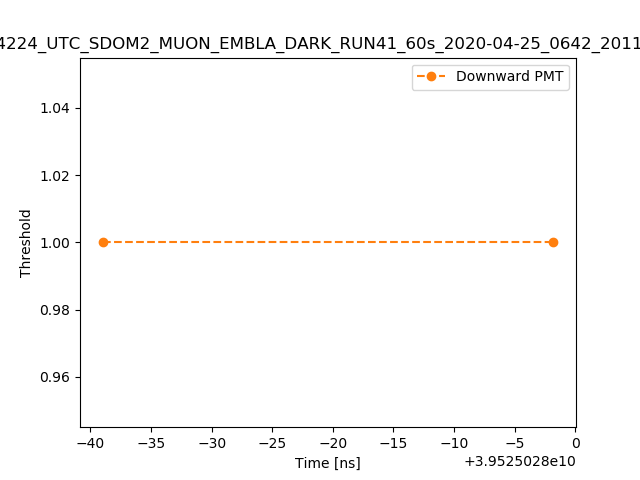 4224_UTC_SDOM2_MUON_EMBLA_DARK_RUN41_60s_2020-04-25_0642_2011
Downward PMT
1.04
1.02
1.00
0.98
0.96
Threshold
−40 −35 −30 −25 −20 −15 −10 −5 0
Time [ns]
+3.9525028e10